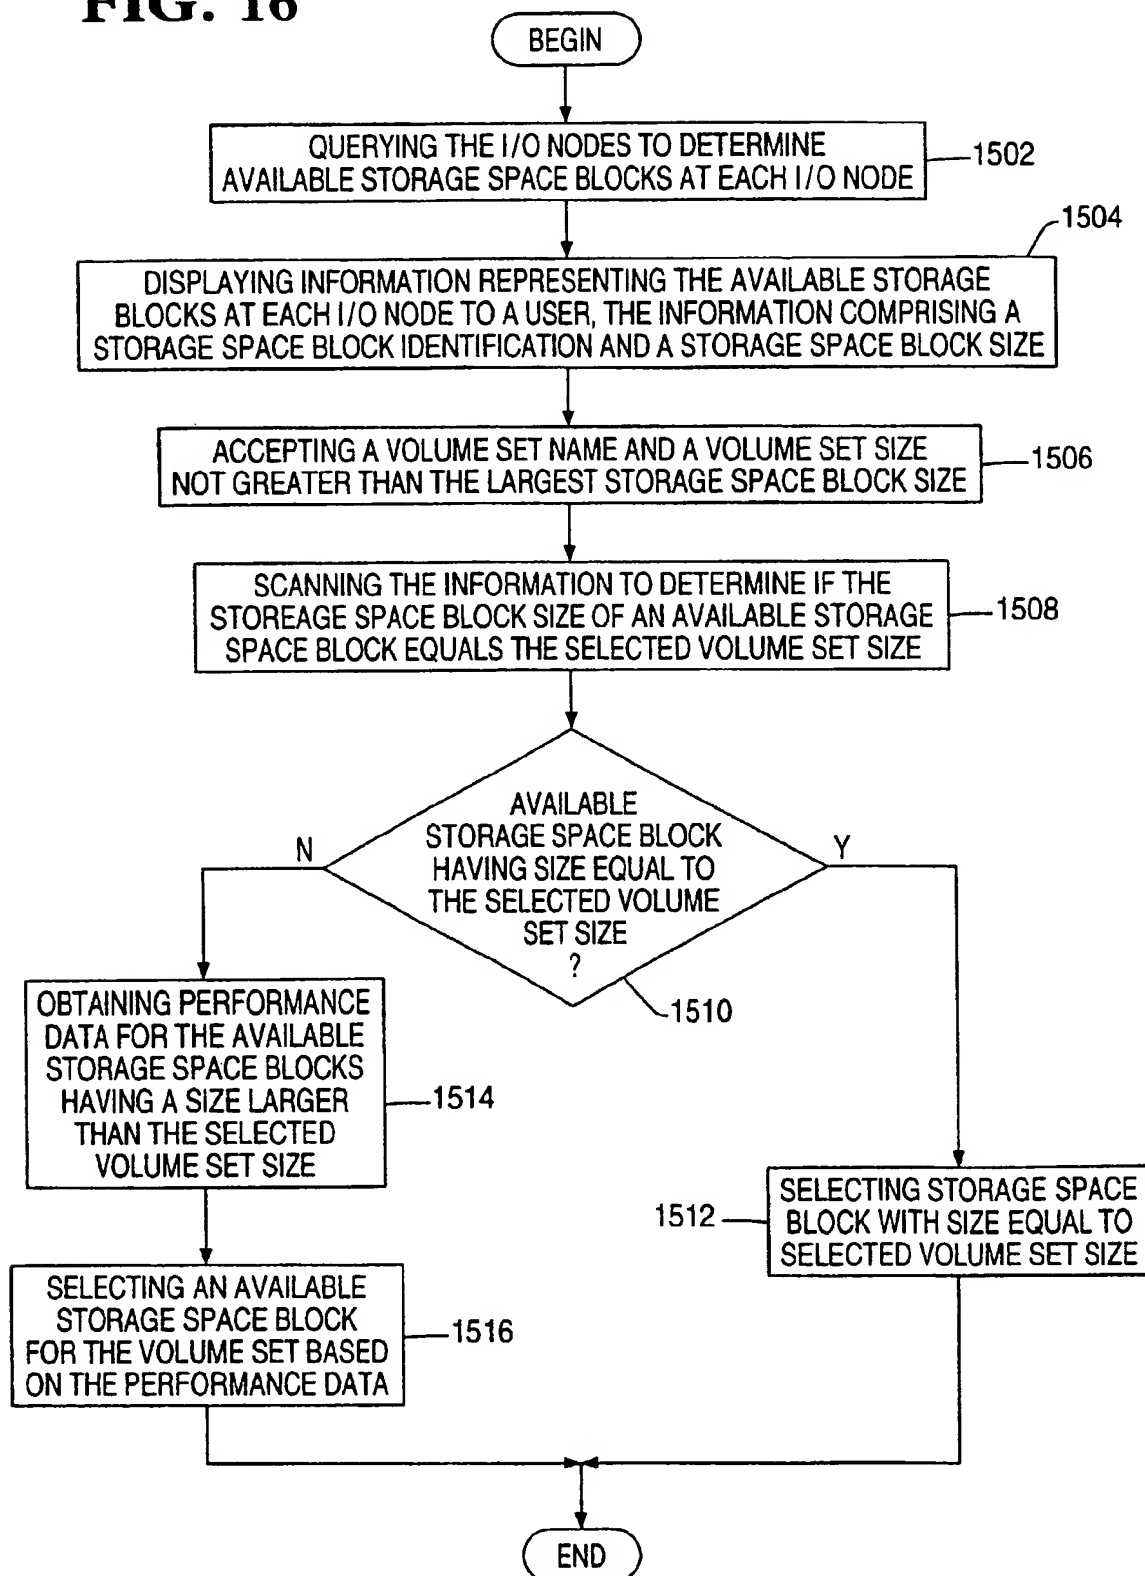 FIG. 16
BEGIN
QUERYING THE I/O NODES TO DETERMINE
AVAILABLE STORAGE SPACE BLOCKS AT EACH I/O NODE
1502
1504
DISPLAYING INFORMATION REPRESENTING THE AVAILABLE STORAGE
BLOCKS AT EACH I/O NODE TO A USER, THE INFORMATION COMPRISING A
STORAGE SPACE BLOCK IDENTIFICATION AND A STORAGE SPACE BLOCK SIZE
ACCEPTING A VOLUME SET NAME AND A VOLUME SET SIZE
NOT GREATER THAN THE LARGEST STORAGE SPACE BLOCK SIZE
1506
SCANNING THE INFORMATION TO DETERMINE IF THE
STOREAGE SPACE BLOCK SIZE OF AN AVAILABLE STORAGE
SPACE BLOCK EQUALS THE SELECTED VOLUME SET SIZE
1508
AVAILABLE
STORAGE SPACE BLOCK
HAVING SIZE EQUAL TO
THE SELECTED VOLUME
SET SIZE
?
N
Y
1510
OBTAINING PERFORMANCE
DATA FOR THE AVAILABLE
STORAGE SPACE BLOCKS
HAVING A SIZE LARGER
THAN THE SELECTED
VOLUME SET SIZE
1514
1512
SELECTING STORAGE SPACE
BLOCK WITH SIZE EQUAL TO
SELECTED VOLUME SET SIZE
SELECTING AN AVAILABLE
STORAGE SPACE BLOCK
FOR THE VOLUME SET BASED
ON THE PERFORMANCE DATA
1516
END